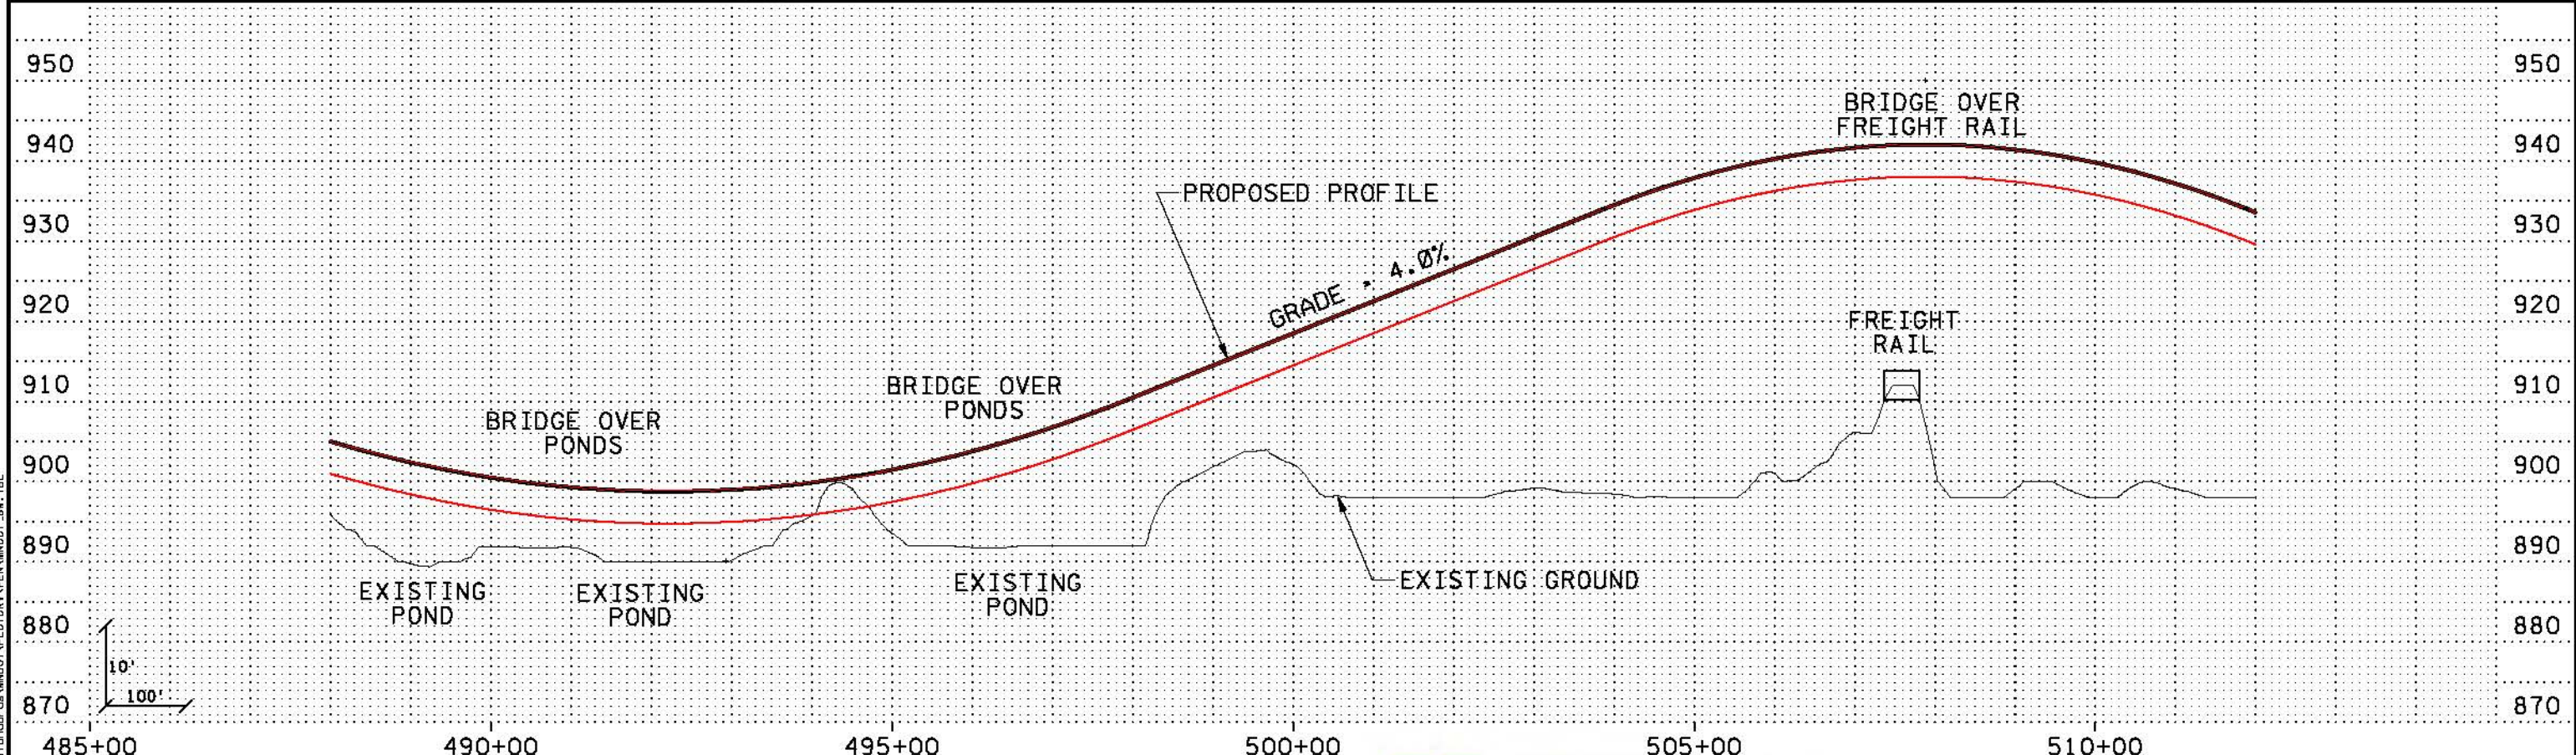 950
950
BRIDGE OVER
FREIGHT RAIL
940
940
PROPOSED PROFILE
930
930
GRADE = 4.0%
920
920
FREIGHT
RAIL
910
910
BRIDGE OVER
PONDS
BRIDGE OVER
PONDS
900
900
890
890
EXISTING
POND
EXISTING
POND
EXISTING
POND
EXISTING GROUND
880
880
10'
100'
870
870
485+00
490+00
495+00
500+00
505+00
510+00